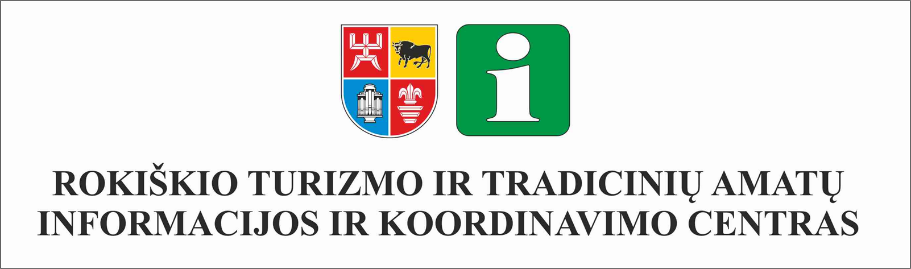 i
ROKIŠKIO TURIZMO IR TRADICINIŲ AMATŲ
INFORMACIJOS IR KOORDINAVIMO CENTRAS